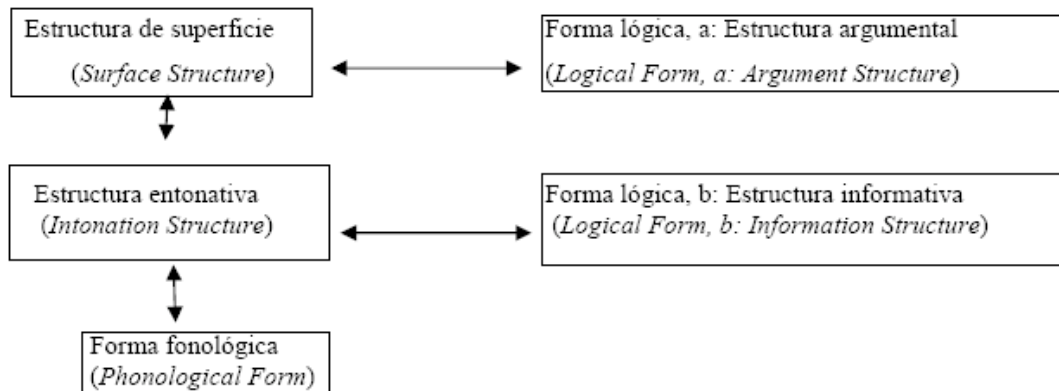 Estructura de superficie
(Surface Structure)
Forma lógica, a: Estructura argumental
(Logical Form, a: Argument Structure)
Estructura entonativa
(Intonation Structure)
Forma lógica, b: Estructura informativa
(Logical Form, b: Information Structure)
Forma fonológica
(Phonological Form)